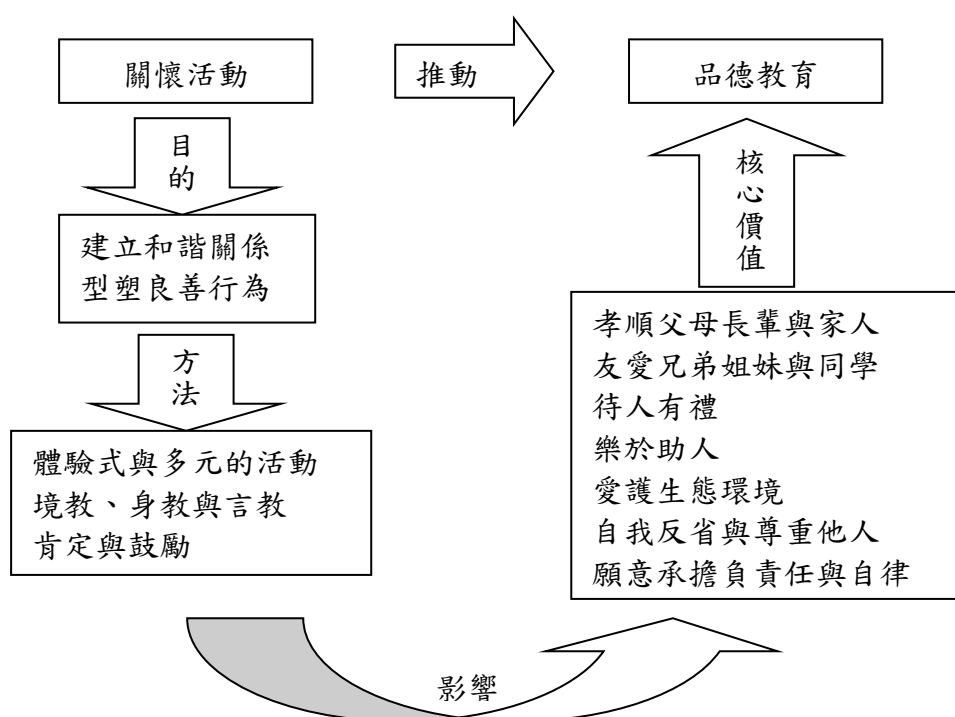 關懷活動
推動
品德教育
目的
建立和諧關係
型塑良善行為
方法
體驗式與多元的活動
境教、身教與言教
肯定與鼓勵
核心價值
孝順父母長輩與家人
友愛兄弟姐妹與同學
待人有禮
樂於助人
愛護生態環境
自我反省與尊重他人
願意承擔負責任與自律
影響